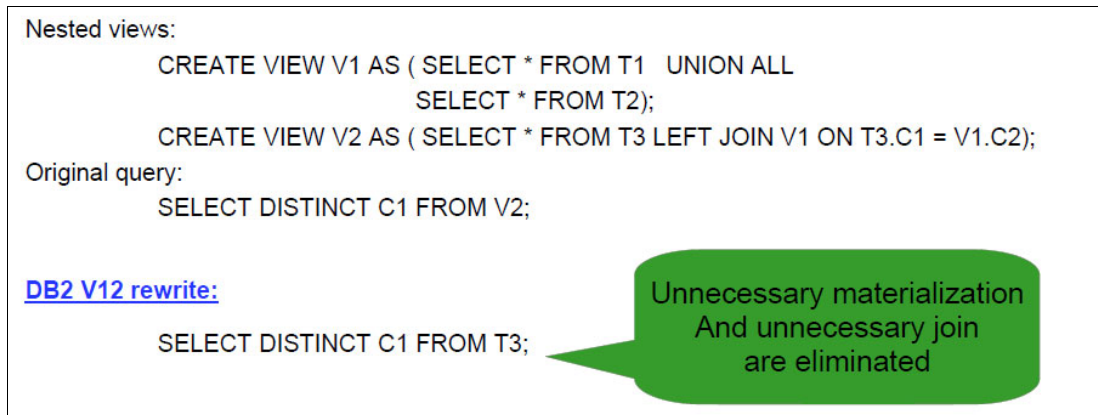 Nested views:
CREATE VIEW V1 AS ( SELECT * FROM T1 UNION ALL
SELECT * FROM T2);
CREATE VIEW V2 AS ( SELECT * FROM T3 LEFT JOIN V1 ON T3.C1 = V1.C2);
Original query:
SELECT DISTINCT C1 FROM V2;
DB2 V12 rewrite:
SELECT DISTINCT C1 FROM T3;
Unnecessary materialization
And unnecessary join
are eliminated